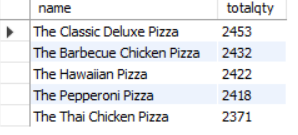 name totalqty
The Classic Deluxe Pizza 2453
The Barbecue Chicken Pizza 2432
The Hawaiian Pizza 2422
The Pepperoni Pizza 2418
The Thai Chicken Pizza 2371